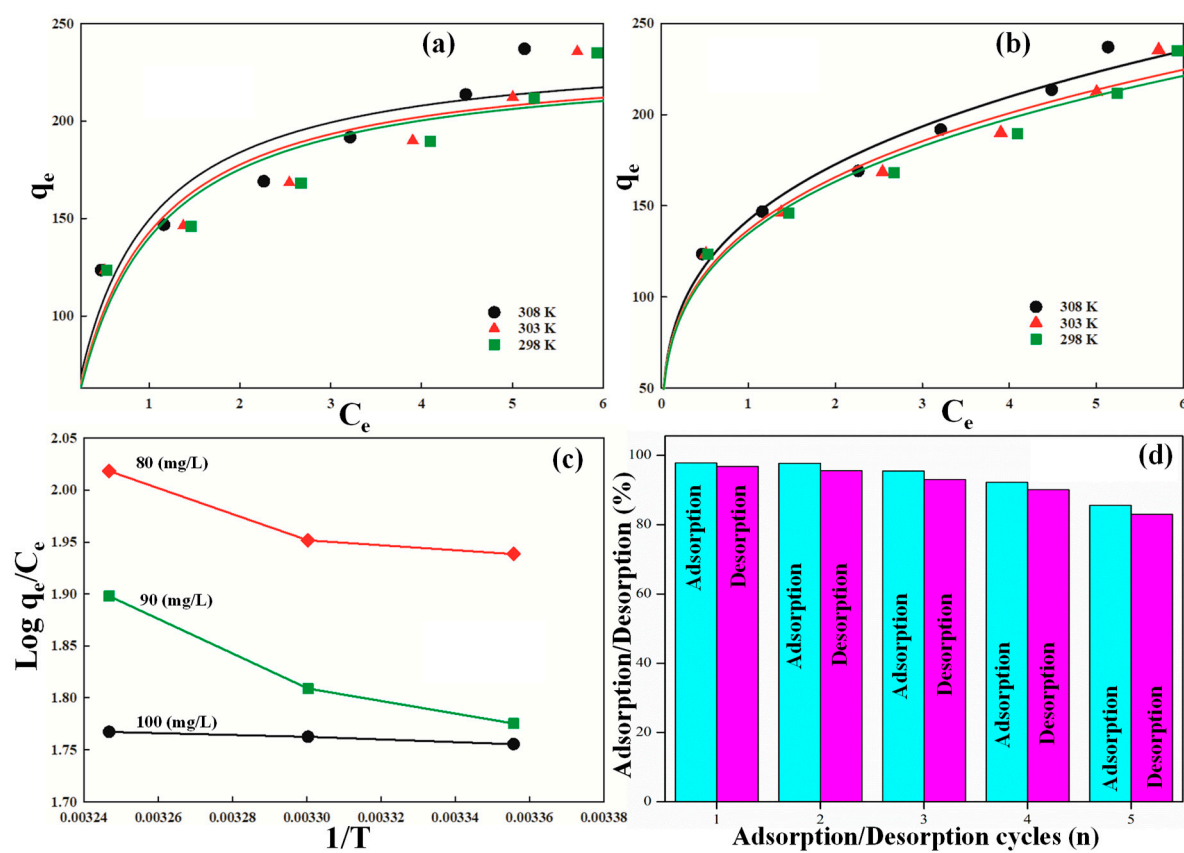 (a)
250
200
150
100
qe
308 K
303 K
298 K
1 2 3 4 5 6
Ce
(b)
250
200
150
100
50
qe
308 K
303 K
298 K
0 1 2 3 4 5 6
Ce
(c)
2.05
2.00
1.95
1.90
1.85
1.80
1.75
1.70
Log qe/Ce
80 (mg/L)
90 (mg/L)
100 (mg/L)
0.00324 0.00326 0.00328 0.00330 0.00332 0.00334 0.00336 0.00338
1/T
(d)
100
80
60
40
20
0
Adsorption/Desorption (%)
Adsorption
Desorption
Adsorption
Desorption
Adsorption
Desorption
Adsorption
Desorption
Adsorption
Desorption
1 2 3 4 5
Adsorption/Desorption cycles (n)